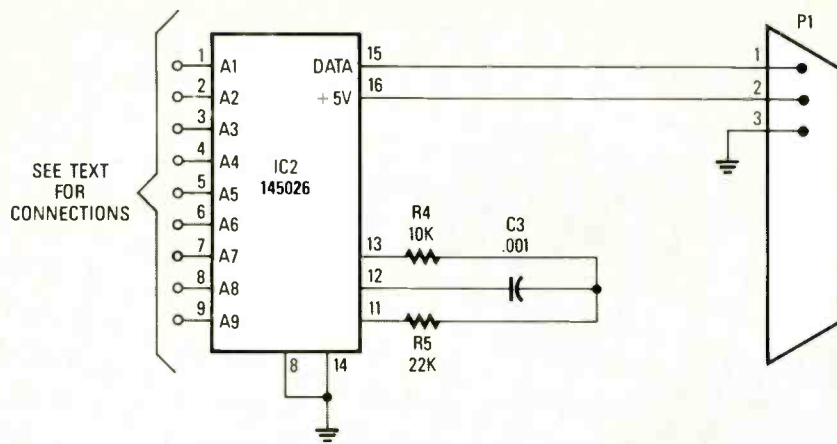 P1
1 A1 DATA 15 1
2 A2 + 5V 16 2
3 A3 3
4 A4
SEE TEXT
FOR
CONNECTIONS
5 A5
IC2
145026
6 A6
7 A7 13
R4
10K
C3
.001
8 A8 12
9 A9 11
R5
22K
8 14